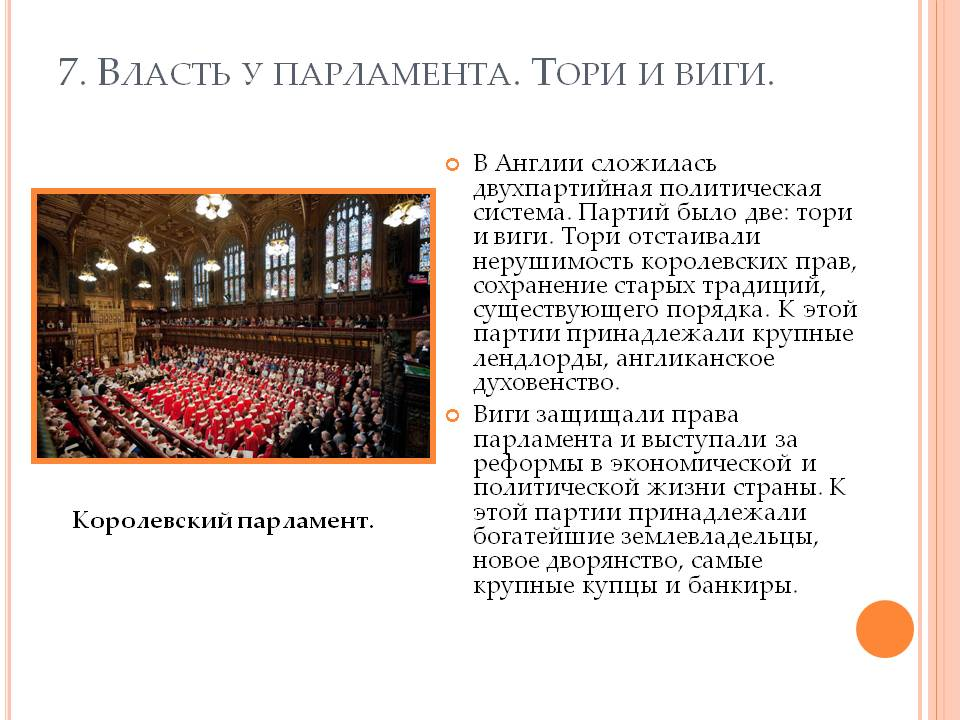 7. Власть у парламента. Тори и виги.
В Англии сложилась
двухпартийная политическая
система. Партий было две: тори
и виги. Тори отстаивали
нерушимость королевских прав,
сохранение старых традиций,
существующего порядка. К этой
партии принадлежали крупные
лендлорды, англиканское
духовенство.
Виги защищали права
парламента и выступали за
реформы в экономической и
политической жизни страны. К
этой партии принадлежали
богатейшие землевладельцы,
новое дворянство, самые
крупные купцы и банкиры.
Королевский парламент.